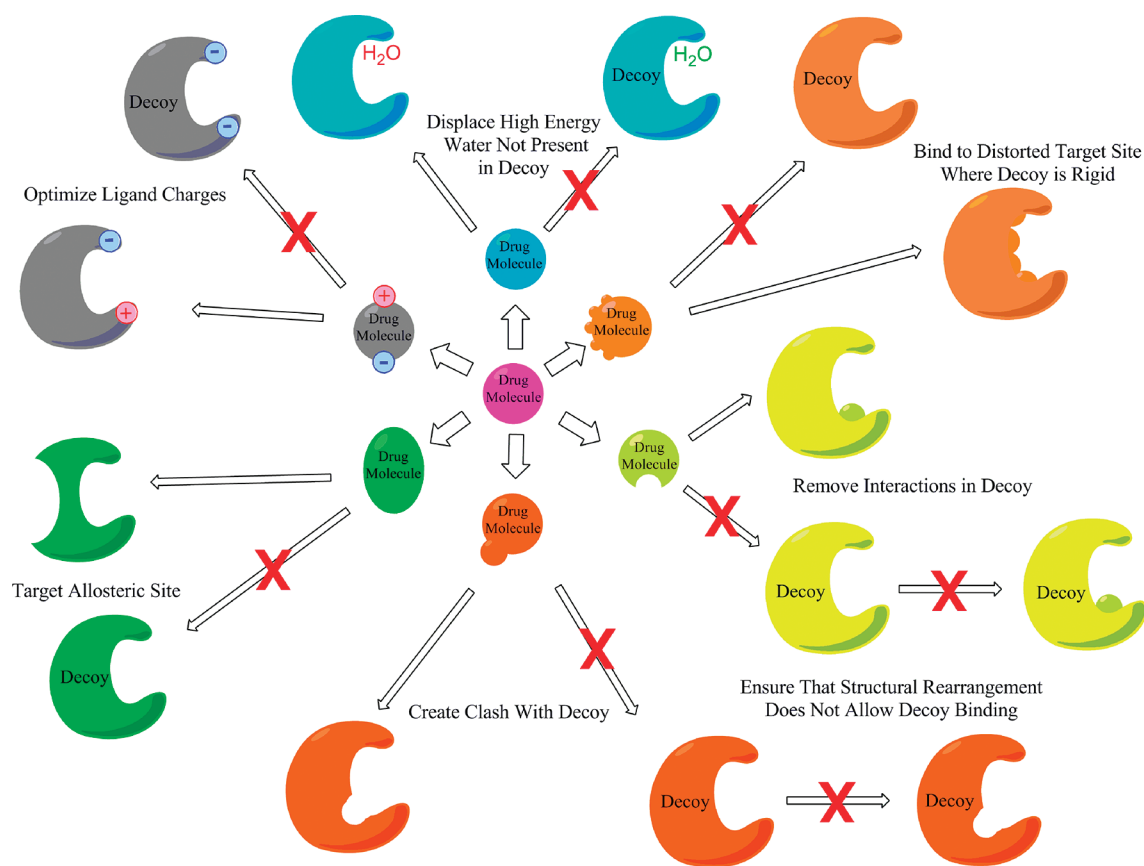 Decoy
-
-
H2O
Decoy
H2O
Decoy
Displace High Energy
Water Not Present
in Decoy
Bind to Distorted Target Site
Where Decoy is Rigid
Optimize Ligand Charges
X
X
X
-
+
Drug
Molecule
+
Drug
Molecule
-
Drug
Molecule
Drug
Molecule
Drug
Molecule
Drug
Molecule
Drug
Molecule
Remove Interactions in Decoy
X
X
Target Allosteric Site
Decoy
Decoy
X
Decoy
X
Create Clash With Decoy
Ensure That Structural Rearrangement
Does Not Allow Decoy Binding
Decoy
X
Decoy